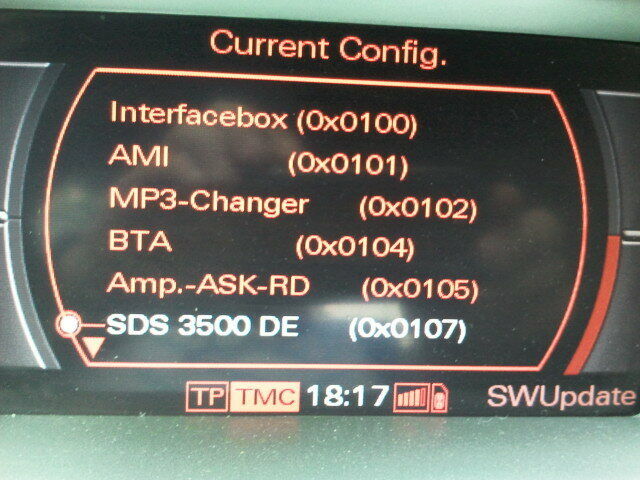 Current Config.
Interfacebox (0x0100)
AMI (0x0101)
MP3-Changer (0x0102)
BTA (0x0104)
Amp.-ASK-RD (0x0105)
SDS 3500 DE (0x0107)
TP TMC 18:17 SWUpdate